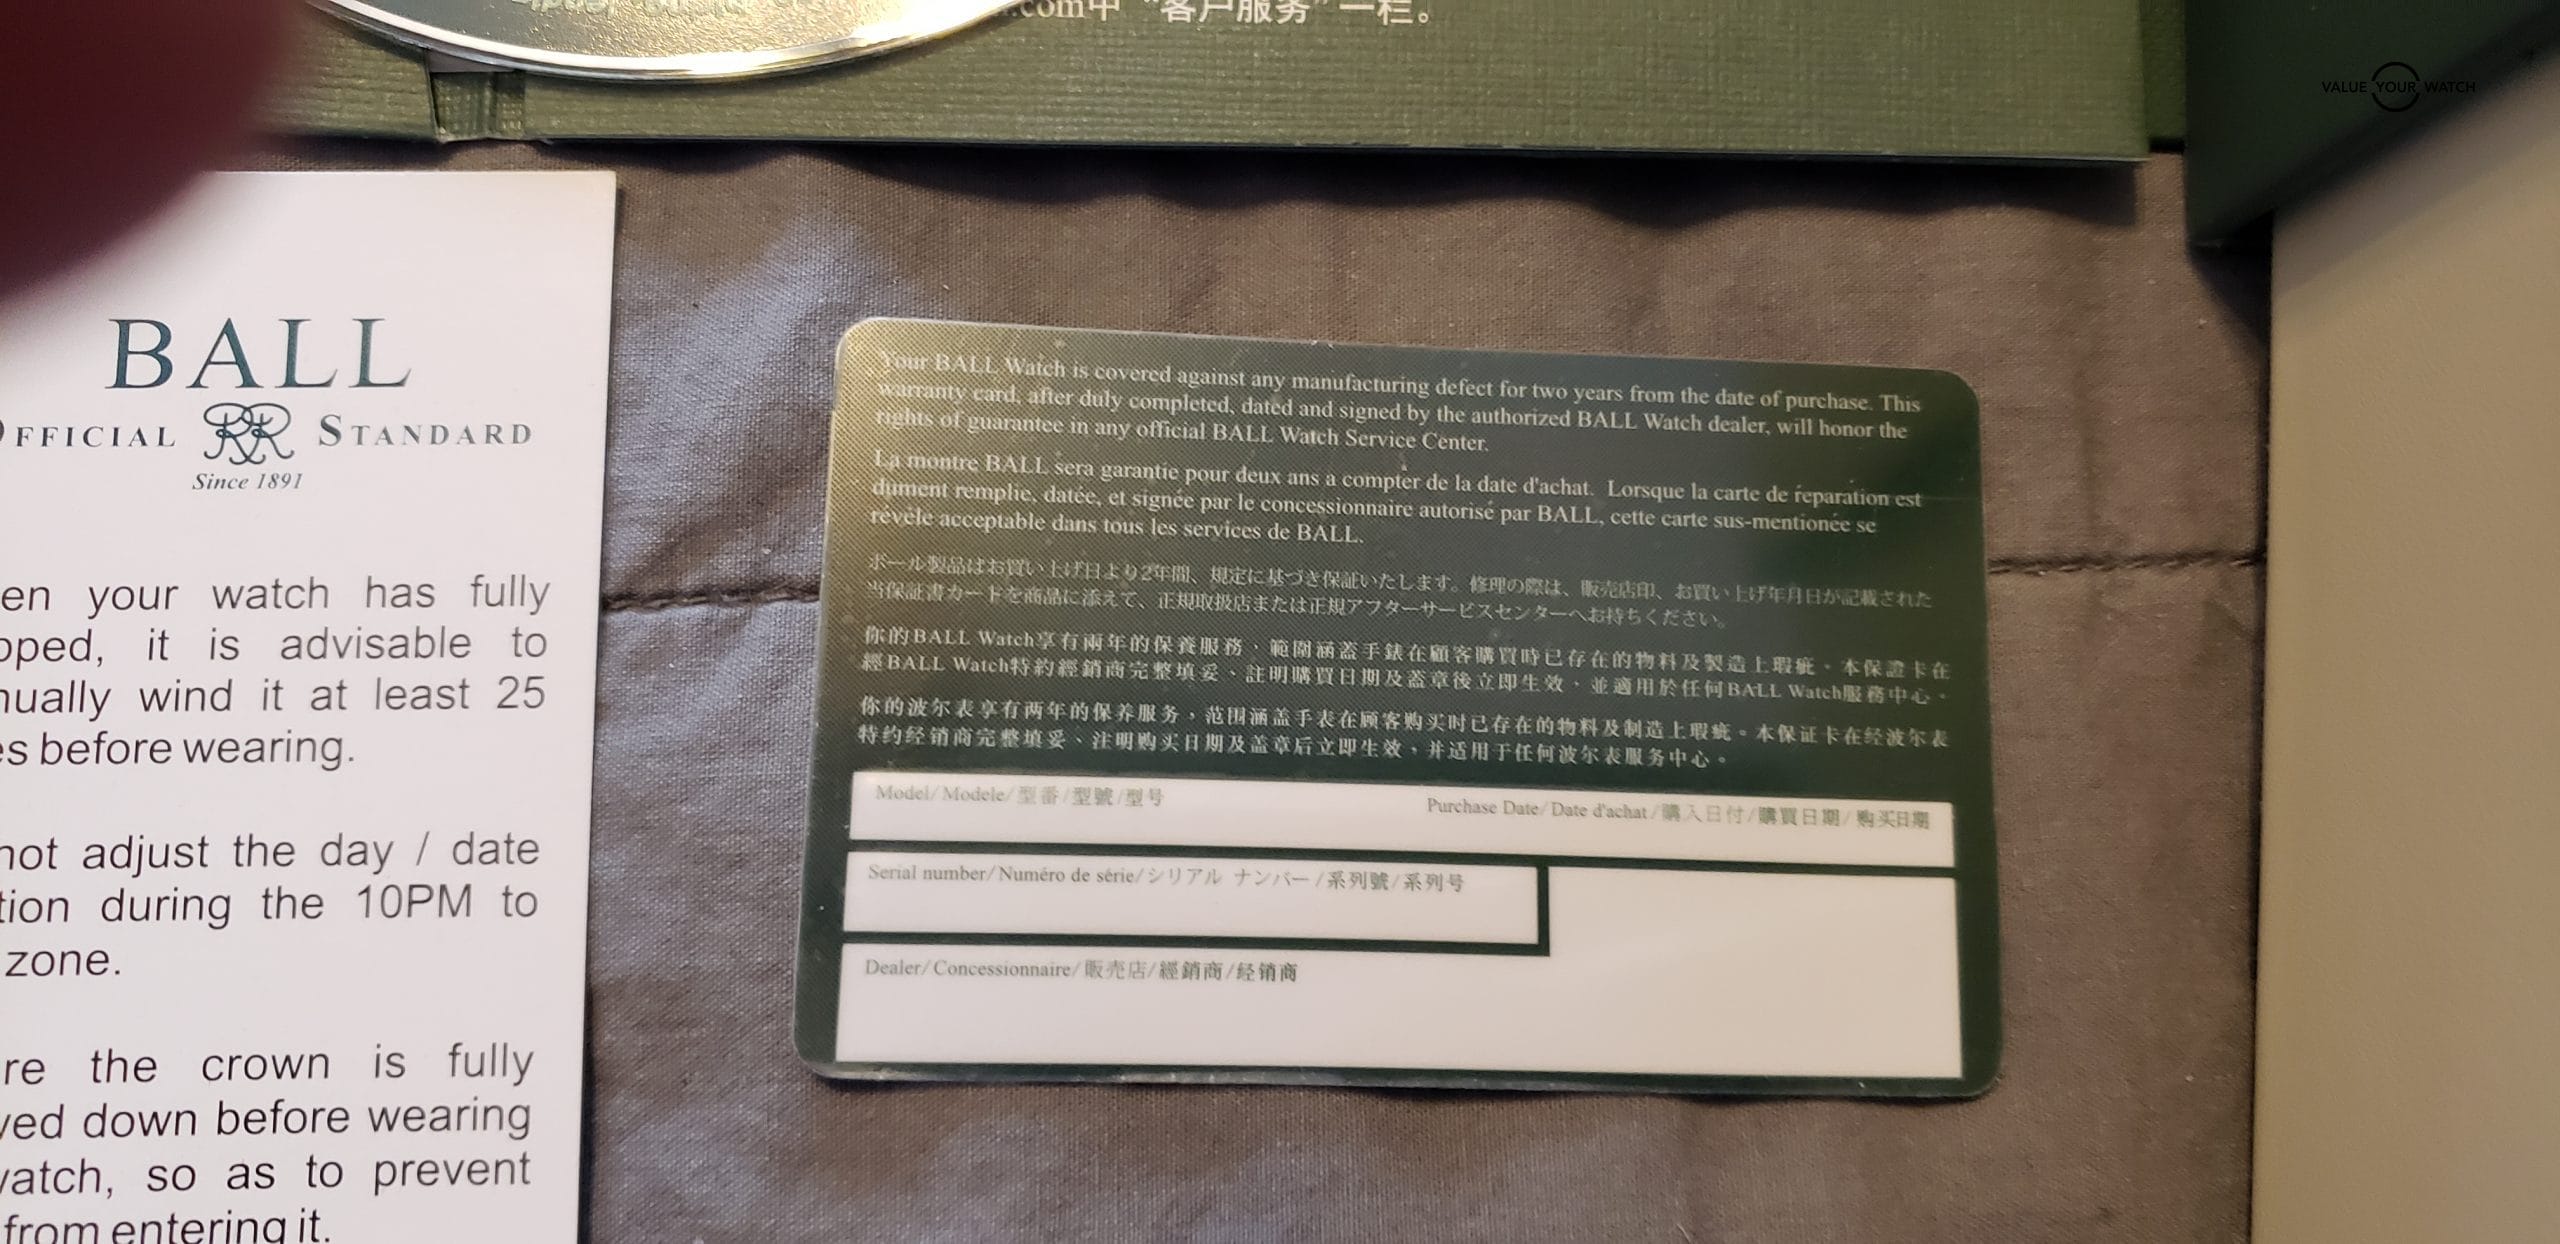 .com中“客户服务”一栏。
VALUE YOUR WATCH
BALL
OFFICIAL RR STANDARD
Since 1891
your watch has fully
it is advisable to
wind it at least 25
before wearing.
adjust the day / date
during the 10PM to
zone.
the crown is fully
down before wearing
so as to prevent
from entering it.
Your BALL Watch is covered against any manufacturing defect for two years from the date of purchase. This
warranty card, after duly completed, dated and signed by the authorized BALL Watch dealer, will honor the
rights of guarantee in any official BALL Watch Service Center.
La montre BALL sera garantie pour deux ans a compter de la date d'achat. Lorsque la carte de reparation est
dument remplie, datée, et signée par le concessionnaire autorisé par BALL, cette carte sus-mentionée se
révèle acceptable dans tous les services de BALL.
ボール製品はお買い上げ日より2年間、規定に基づき保証いたします。修理の際は、販売店印、お買い上げ年月日が記載された
当保証書カードを商品に添えて、正規取扱店または正規アフターサービスセンターへお持ちください。
你的BALL Watch享有兩年的保養服務，範圍涵蓋手錶在顧客購買時已存在的物料及製造上瑕疵。本保證卡在
經BALL Watch特約經銷商完整填妥、註明購買日期及蓋章後立即生效，並適用於任何BALL Watch服務中心。
你的波尔表享有两年的保养服务，范围涵盖手表在顾客购买时已存在的物料及制造上瑕疵。本保证卡在经波尔表
特约经销商完整填妥、注明购买日期及盖章后立即生效，并适用于任何波尔表服务中心。
Model/Modele/型番/型號/型号
Purchase Date/Date d'achat/購入日付/購買日期/购买日期
Serial number/Numéro de série/シリアル ナンバー/系列號/系列号
Dealer/Concessionnaire/販売店/經銷商/经销商